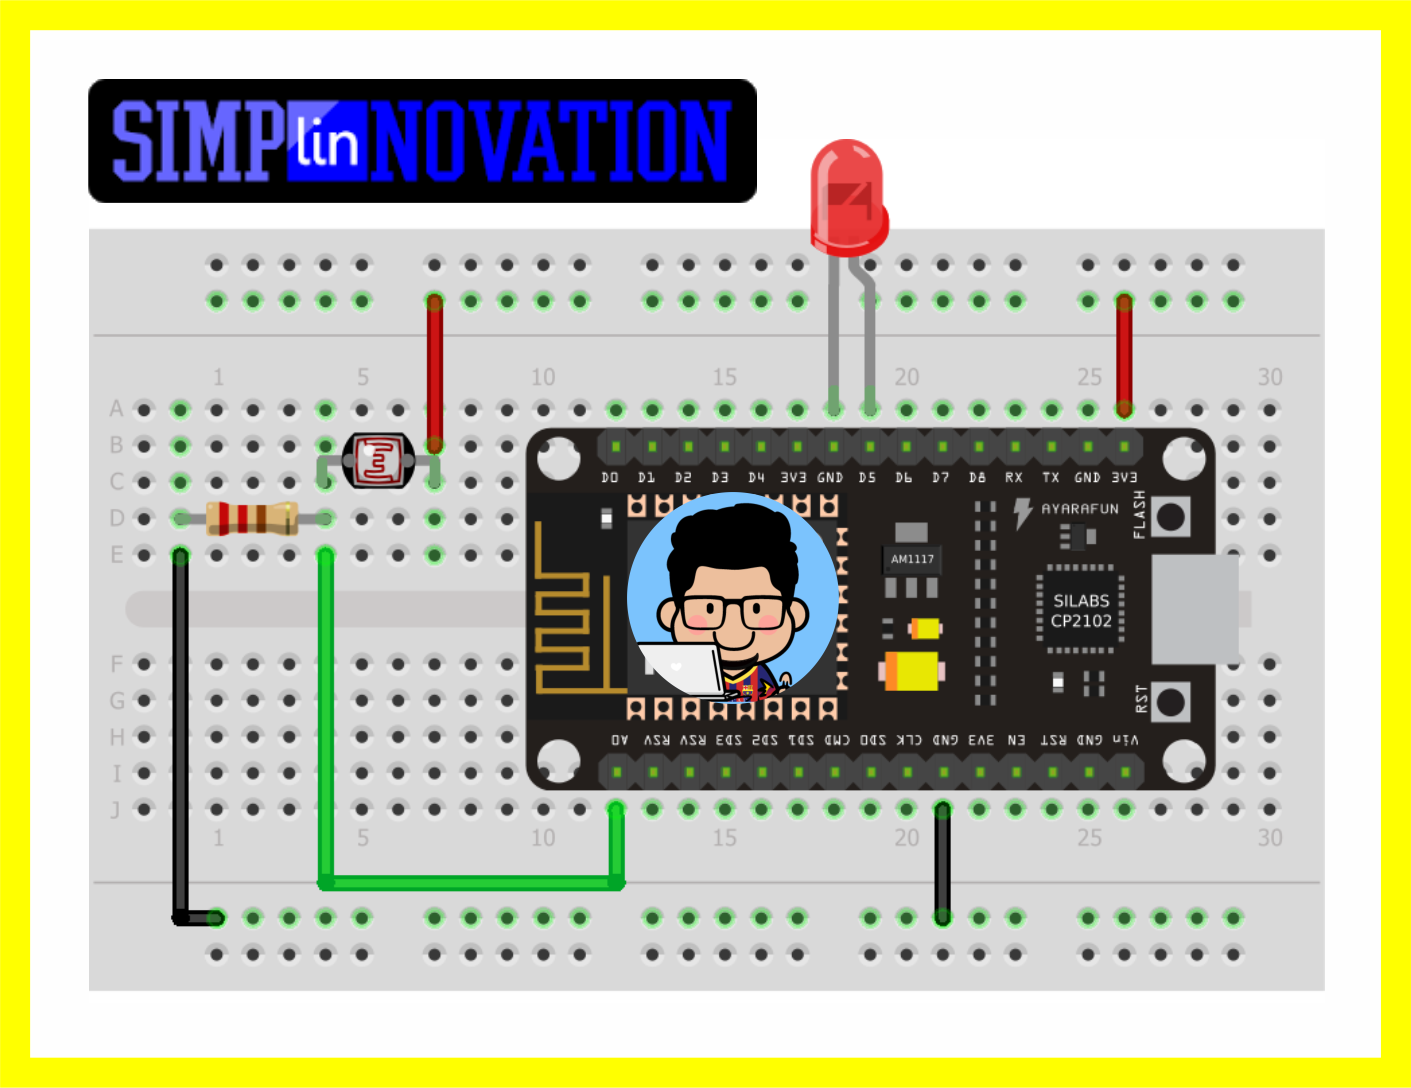 SIMPlinNOVATION
1 5 10 15 20 25 30
A
B
C
D
E
F
G
H
I
J
D0 D1 D2 D3 D4 3V3 GND D5 D6 D7 D8 RX TX GND 3V3
AYARAFUN
FLASH
AM1117
SILABS
CP2102
RST
A0 RSV RSV SD3 SD2 SD1 CMD SD0 CLK GND 3V3 EN RST GND Vin
1 5 10 15 20 25 30